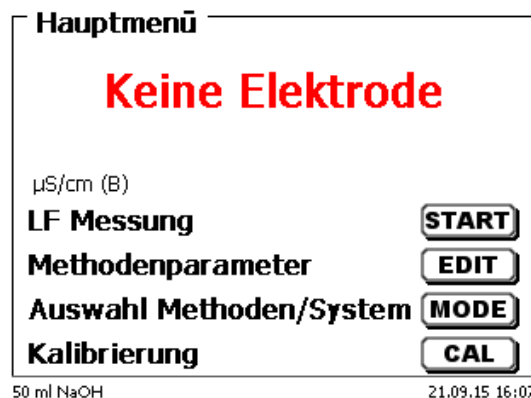 Hauptmenū
Keine Elektrode
µS/cm (B)
LF Messung START
Methodenparameter EDIT
Auswahl Methoden/System MODE
Kalibrierung CAL
50 ml NaOH 21.09.15 16:07